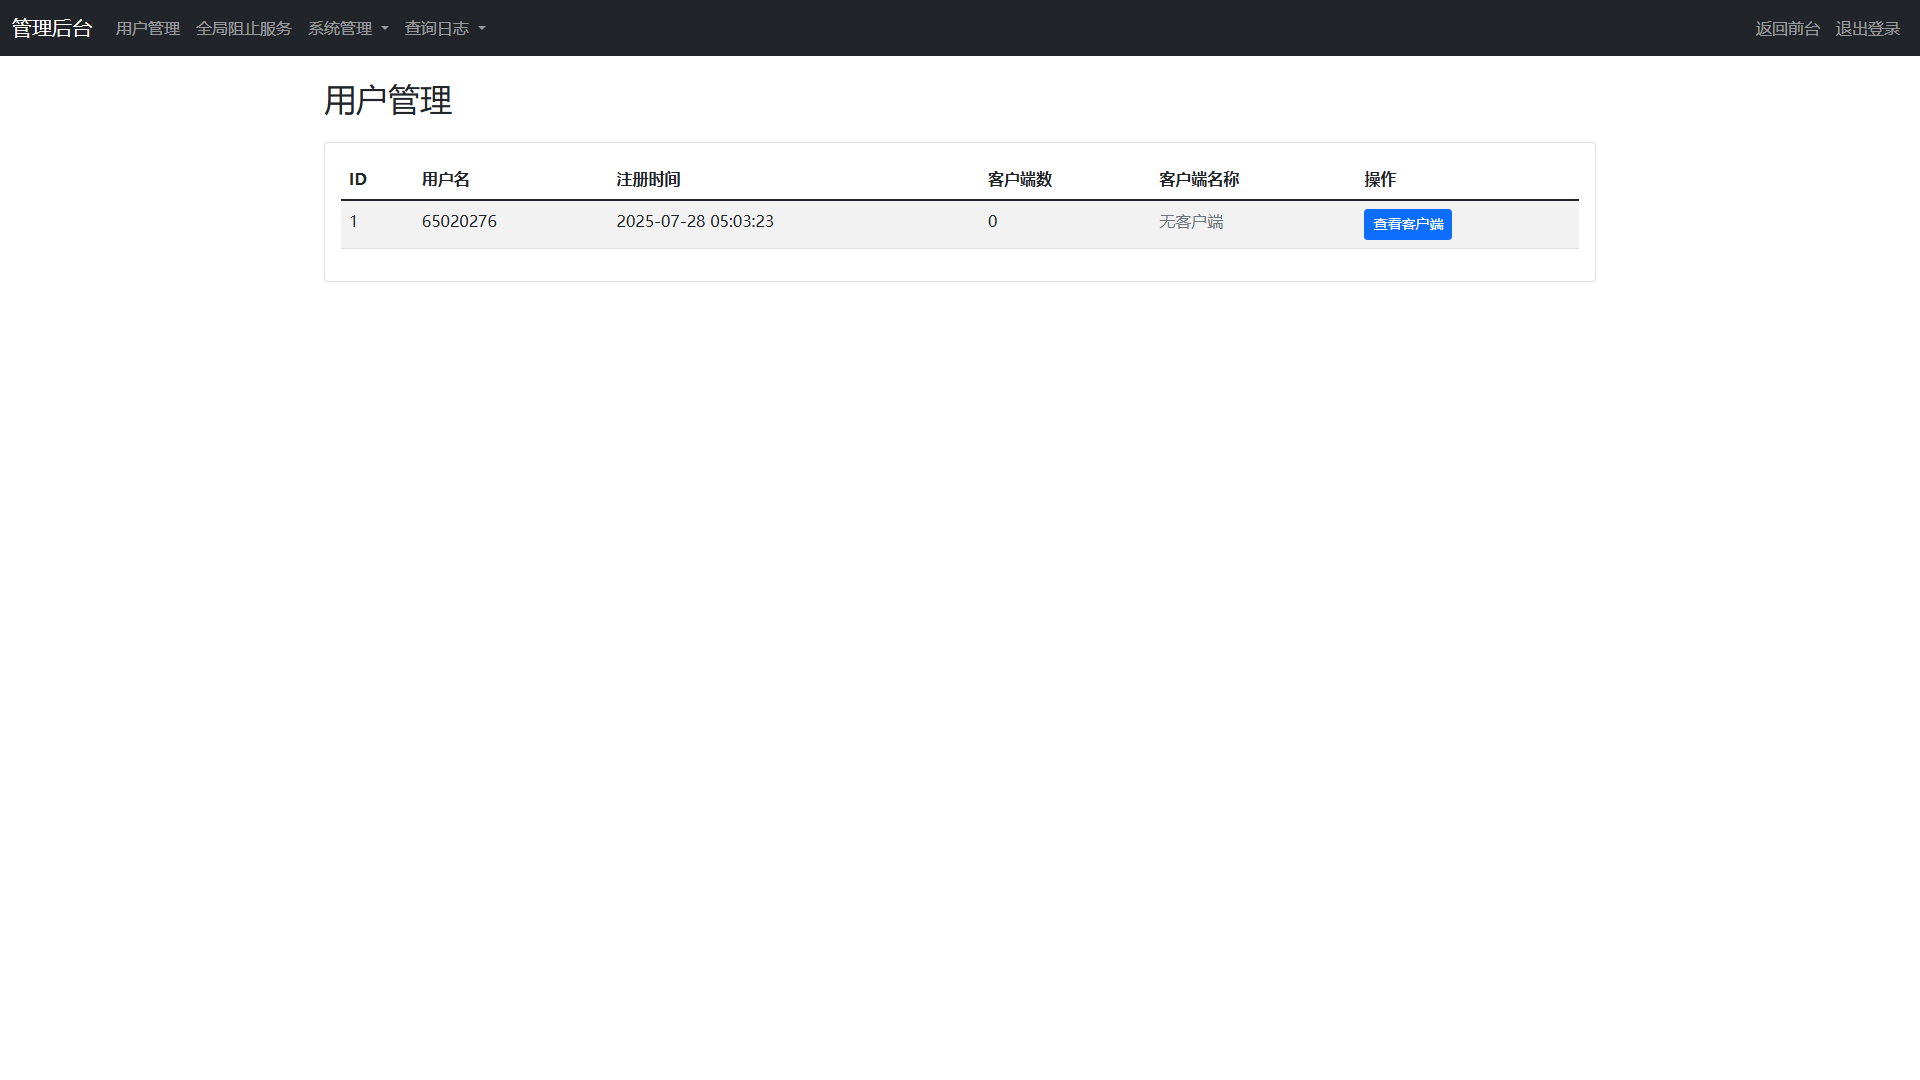 管理后台 用户管理 全局阻止服务 系统管理 查询日志 返回前台 退出登录
用户管理
ID 用户名 注册时间 客户端数 客户端名称 操作
1 65020276 2025-07-28 05:03:23 0 无客户端 查看客户端